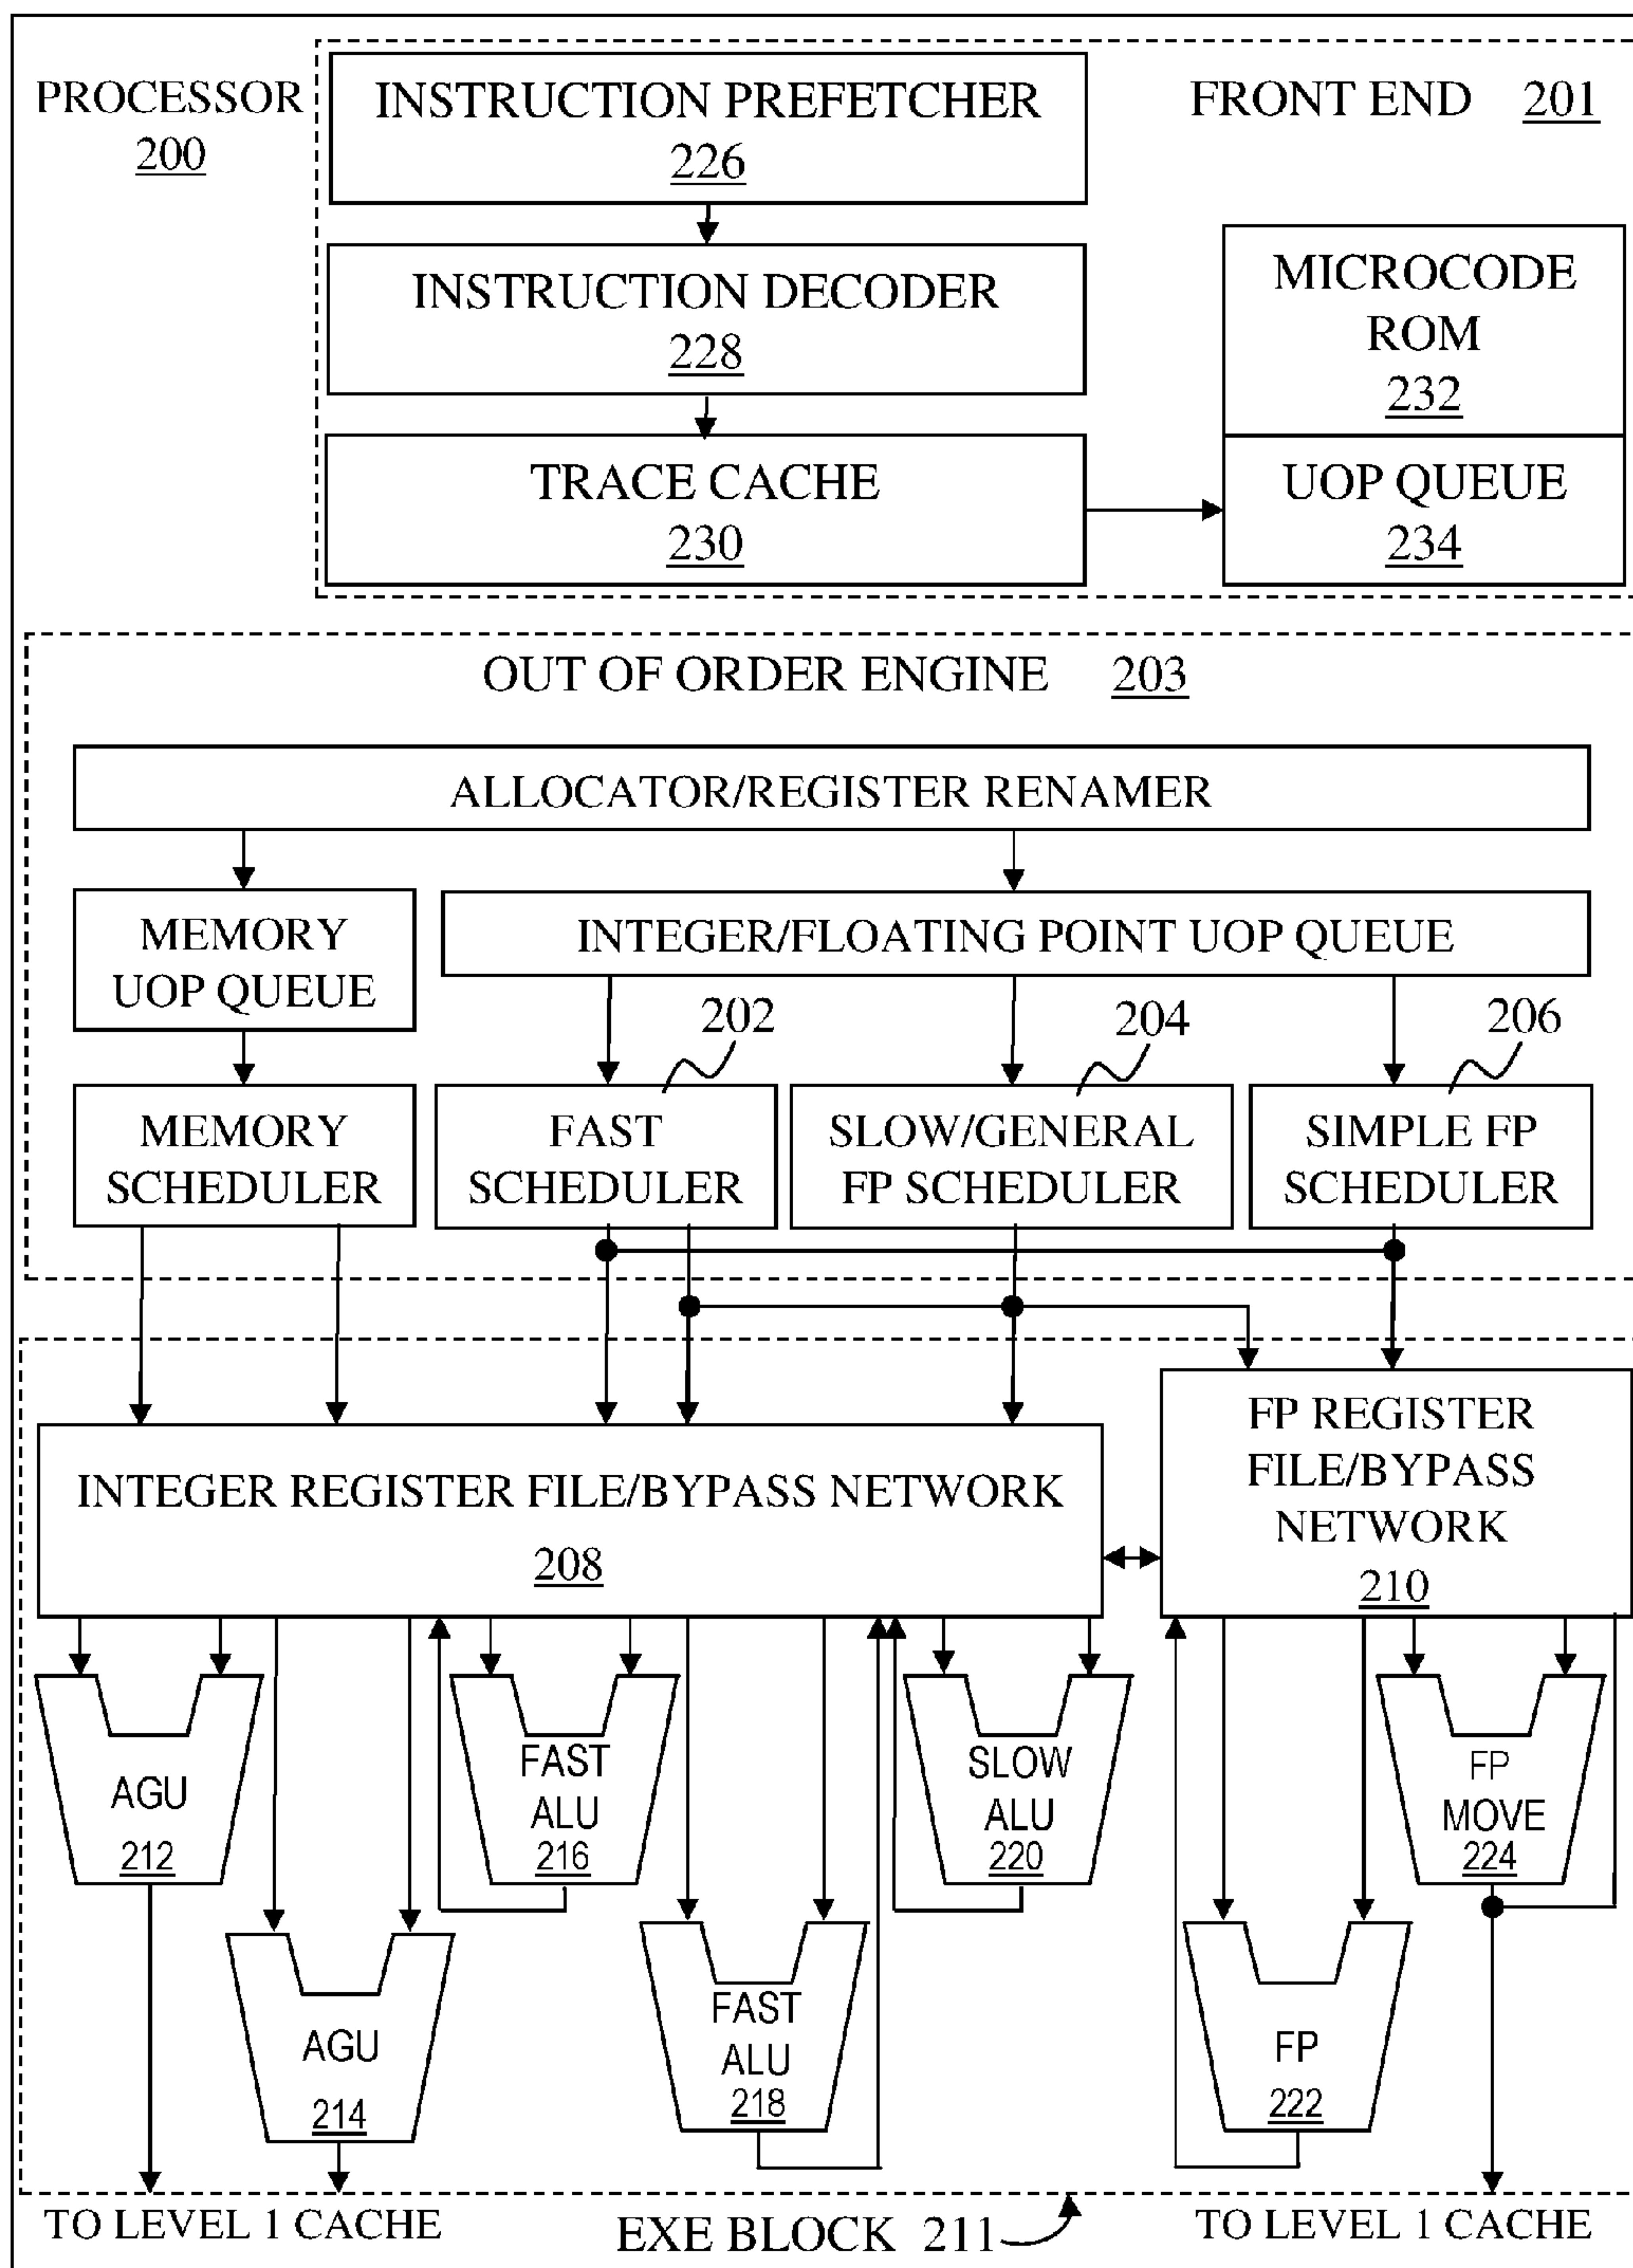 PROCESSOR
200
INSTRUCTION PREFETCHER
226
FRONT END 201
INSTRUCTION DECODER
228
MICROCODE
ROM
232
TRACE CACHE
230
UOP QUEUE
234
OUT OF ORDER ENGINE 203
ALLOCATOR/REGISTER RENAMER
MEMORY
UOP QUEUE
INTEGER/FLOATING POINT UOP QUEUE
202
204
206
MEMORY
SCHEDULER
FAST
SCHEDULER
SLOW/GENERAL
FP SCHEDULER
SIMPLE FP
SCHEDULER
INTEGER REGISTER FILE/BYPASS NETWORK
208
FP REGISTER
FILE/BYPASS
NETWORK
210
AGU
212
FAST
ALU
216
SLOW
ALU
220
FP
MOVE
224
AGU
214
FAST
ALU
218
FP
222
TO LEVEL 1 CACHE
EXE BLOCK 211
TO LEVEL 1 CACHE